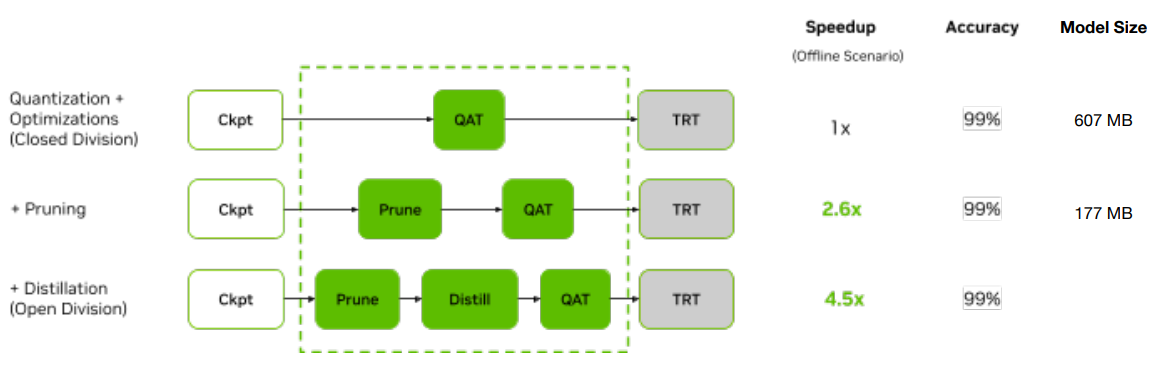 Speedup
Accuracy
Model Size
(Offline Scenario)
Quantization +
Optimizations
(Closed Division)
Ckpt
QAT
TRT
1x
99%
607 MB
+ Pruning
Ckpt
Prune
QAT
TRT
2.6x
99%
177 MB
+ Distillation
(Open Division)
Ckpt
Prune
Distill
QAT
TRT
4.5x
99%